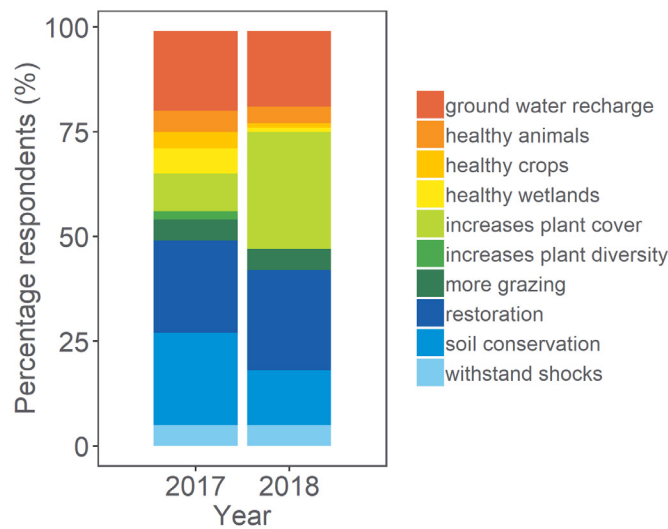 Percentage respondents (%)
100
75
50
25
0
2017
2018
Year
ground water recharge
healthy animals
healthy crops
healthy wetlands
increases plant cover
increases plant diversity
more grazing
restoration
soil conservation
withstand shocks